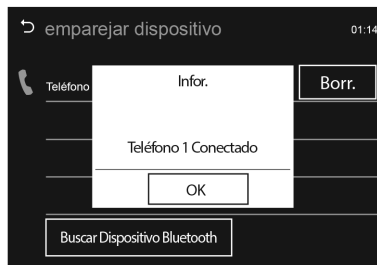 emparejar dispositivo
01:14
Infor.
Teléfono
Borr.
Teléfono 1 Conectado
OK
Buscar Dispositivo Bluetooth